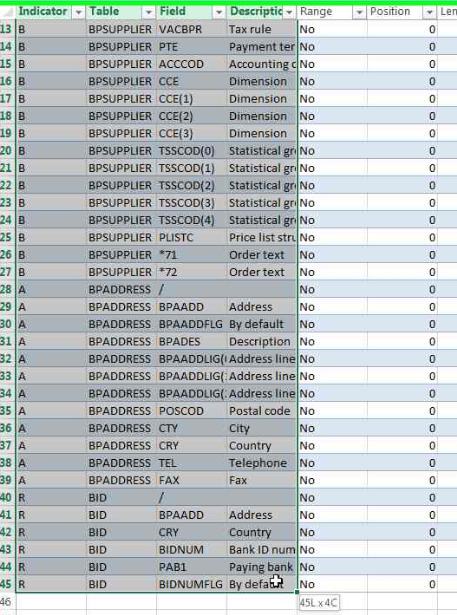 Indicator Table Field Descriptic Range Position Len
13 B BPSUPPLIER VACBPR Tax rule No 0
14 B BPSUPPLIER PTE Payment ter No 0
15 B BPSUPPLIER ACCCOD Accounting c No 0
16 B BPSUPPLIER CCE Dimension No 0
17 B BPSUPPLIER CCE(1) Dimension No 0
18 B BPSUPPLIER CCE(2) Dimension No 0
19 B BPSUPPLIER CCE(3) Dimension No 0
20 B BPSUPPLIER TSSCOD(0) Statistical gr No 0
21 B BPSUPPLIER TSSCOD(1) Statistical gr No 0
22 B BPSUPPLIER TSSCOD(2) Statistical gr No 0
23 B BPSUPPLIER TSSCOD(3) Statistical gr No 0
24 B BPSUPPLIER TSSCOD(4) Statistical gr No 0
25 B BPSUPPLIER PLISTC Price list stru No 0
26 B BPSUPPLIER *71 Order text No 0
27 B BPSUPPLIER *72 Order text No 0
28 A BPADDRESS / No 0
29 A BPADDRESS BPAADD Address No 0
30 A BPADDRESS BPAADDFLG By default No 0
31 A BPADDRESS BPADES Description No 0
32 A BPADDRESS BPAADDLIG( Address line No 0
33 A BPADDRESS BPAADDLIG( Address line No 0
34 A BPADDRESS BPAADDLIG( Address line No 0
35 A BPADDRESS POSCOD Postal code No 0
36 A BPADDRESS CTY City No 0
37 A BPADDRESS CRY Country No 0
38 A BPADDRESS TEL Telephone No 0
39 A BPADDRESS FAX Fax No 0
40 R BID / No 0
41 R BID BPAADD Address No 0
42 R BID CRY Country No 0
43 R BID BIDNUM Bank ID num No 0
44 R BID PAB1 Paying bank No 0
45 R BID BIDNUMFLG By default No 0
46 45L x 4C